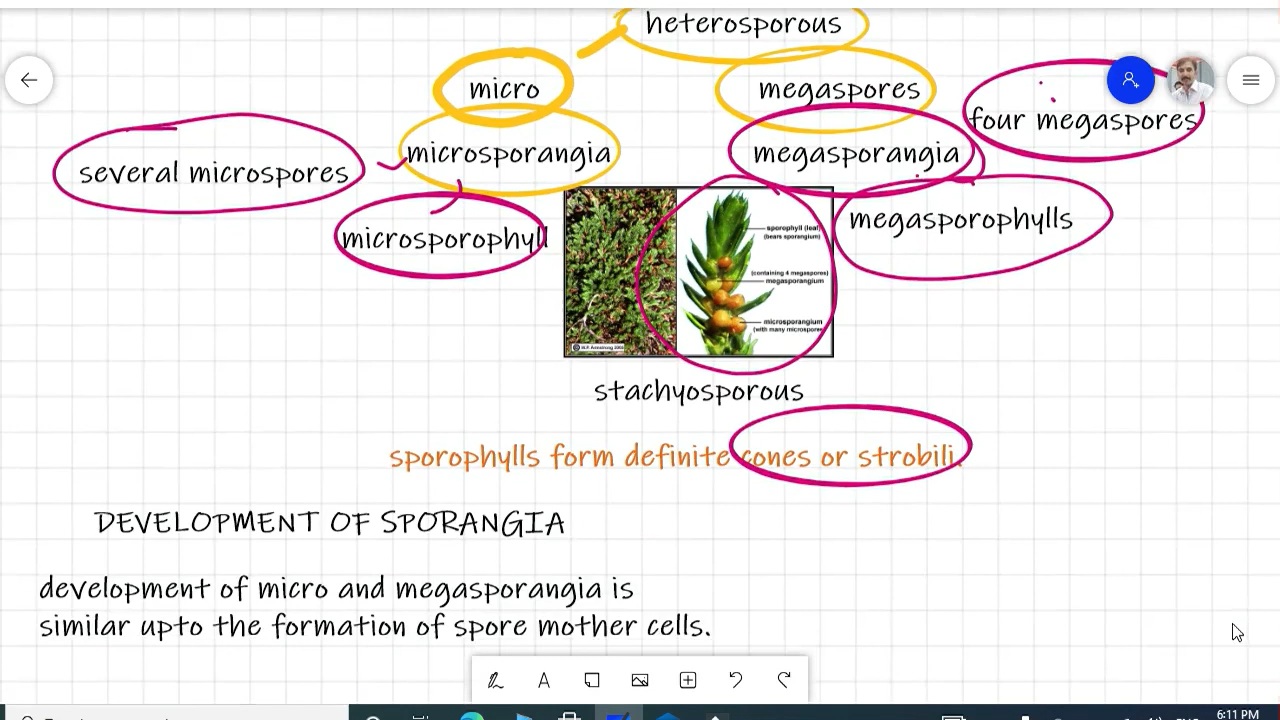 heterosporous
micro
megaspores
four megaspores
microsporangia
megasporangia
several microspores
microsporophyll
megasporophylls
sporophyll (leaf)
(bears sporangium)
(containing 4 megaspores)
megasporangium
microsporangium
(with many microspore
© W.P. Armstrong
stachyosporous
sporophylls form definite cones or strobili.
DEVELOPMENT OF SPORANGIA
development of micro and megasporangia is
similar upto the formation of spore mother cells.
A
6:11 PM